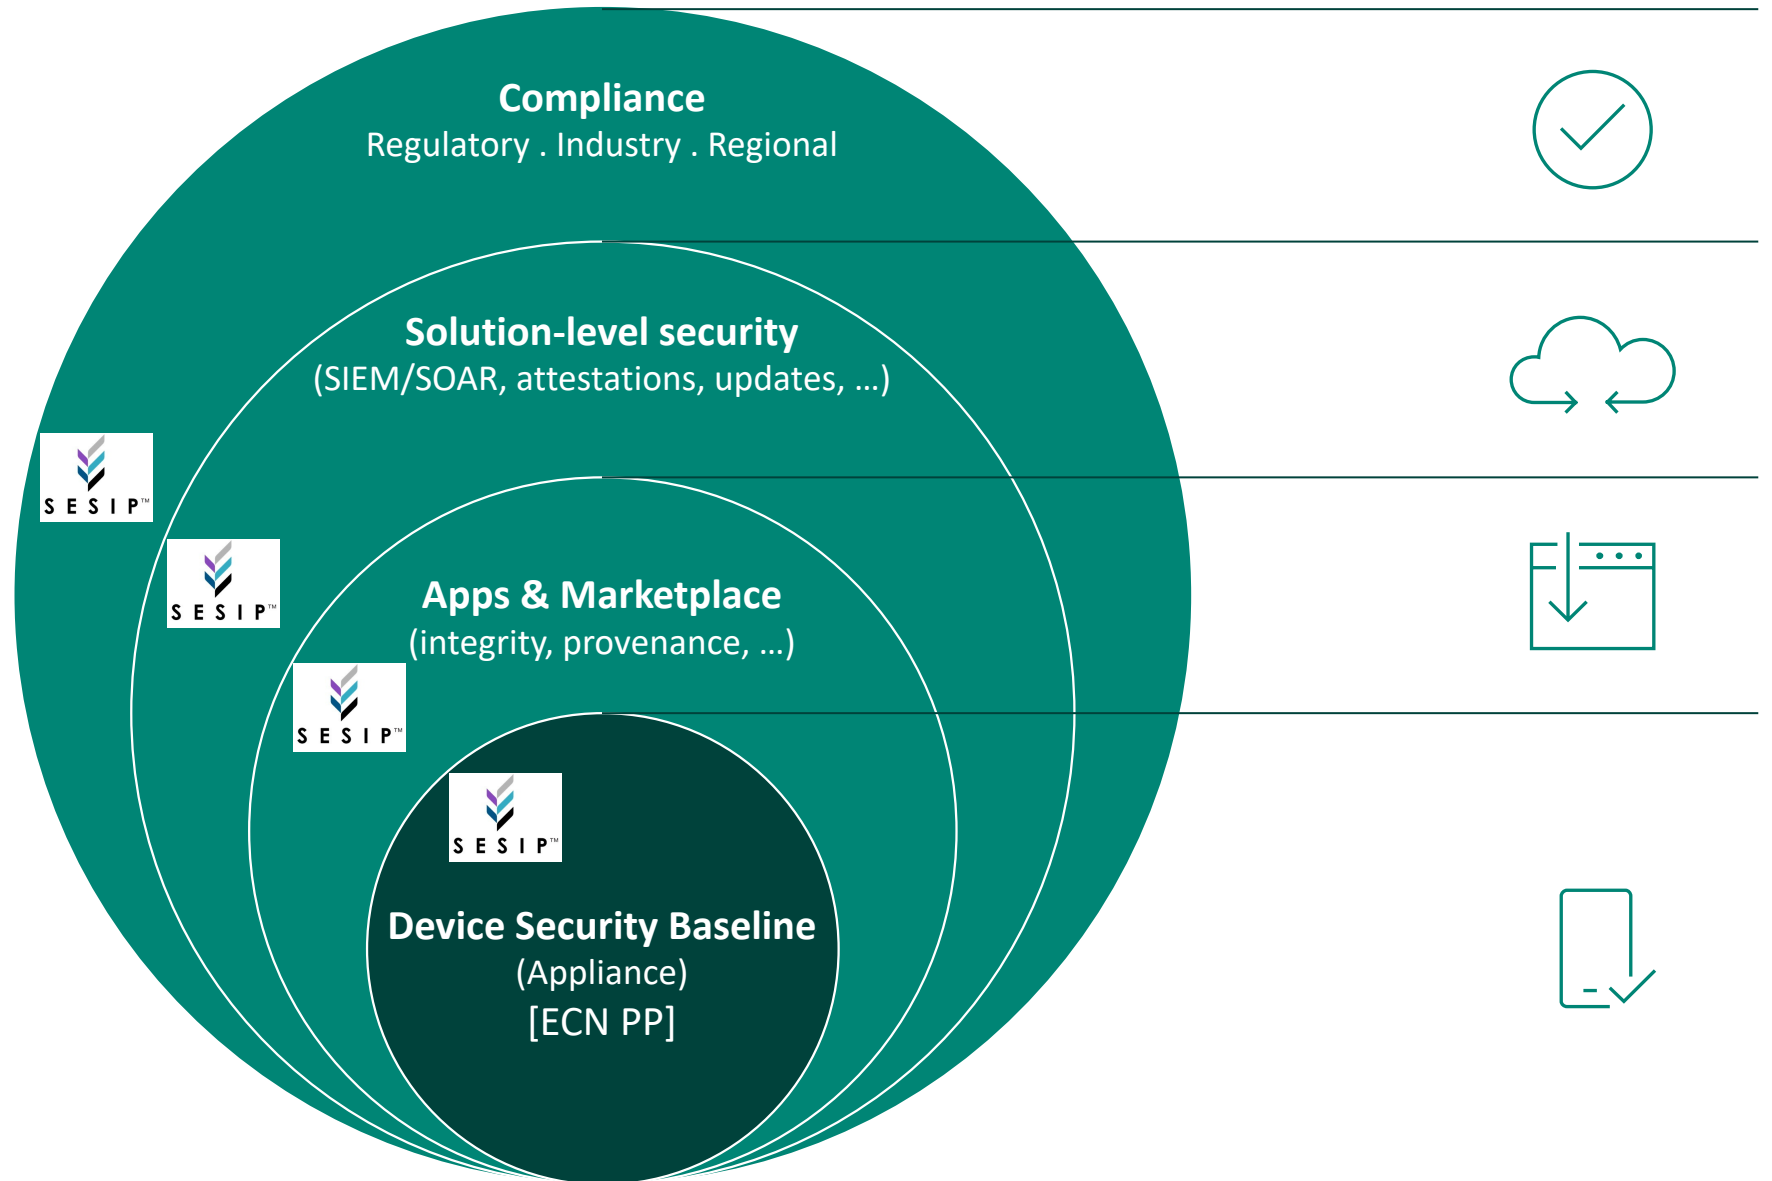 Compliance
Regulatory . Industry . Regional
Solution-level security
(SIEM/SOAR, attestations, updates, …)
SESIP™
SESIP™
Apps & Marketplace
(integrity, provenance, …)
SESIP™
SESIP™
Device Security Baseline
(Appliance)
[ECN PP]